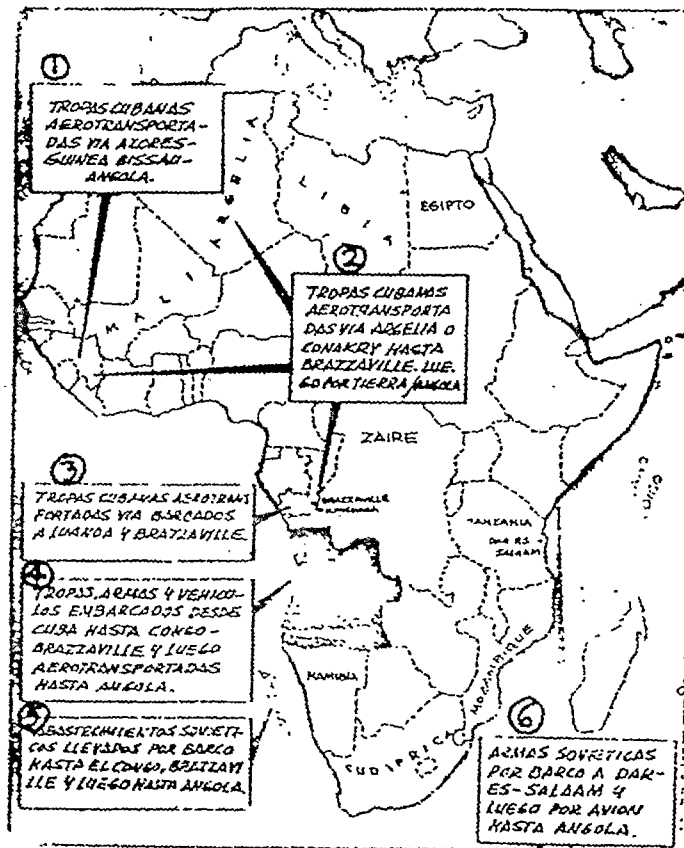 1
TROPAS CUBANAS
AEROTRANSPORTA-
DAS VIA AZORES-
GUINEA BISSAU-
ANGOLA.
ARGELIA
LIBIA
EGIPTO
MALI
2
TROPAS CUBANAS
AEROTRANSPORTA
DAS VIA ARGELIA O
CONAKRY HASTA
BRAZZAVILLE. LUE-
GO POR TIERRA/ANGOLA
ZAIRE
3
TROPAS CUBANAS AEROTRANS
PORTADAS VIA BARCADOS
A LUANDA Y BRAZZAVILLE.
BRAZZAVILLE
TANZANIA
DAR ES
SALAAM
4
TROPAS, ARMAS Y VEHICU-
LOS EMBARCADOS DESDE
CUBA HASTA CONGO-
BRAZZAVILLE Y LUEGO
AEROTRANSPORTADAS
HASTA ANGOLA.
NAMIBIA
MOZAMBIQUE
SUDAFRICA
5
ABASTECIMIENTOS SOVIETI-
COS LLEVADOS POR BARCO
HASTA EL CONGO, BRAZZAVI
LLE Y LUEGO HASTA ANGOLA.
6
ARMAS SOVIETICAS
POR BARCO A DAR-
ES-SALAAM Y
LUEGO POR AVION
HASTA ANGOLA.